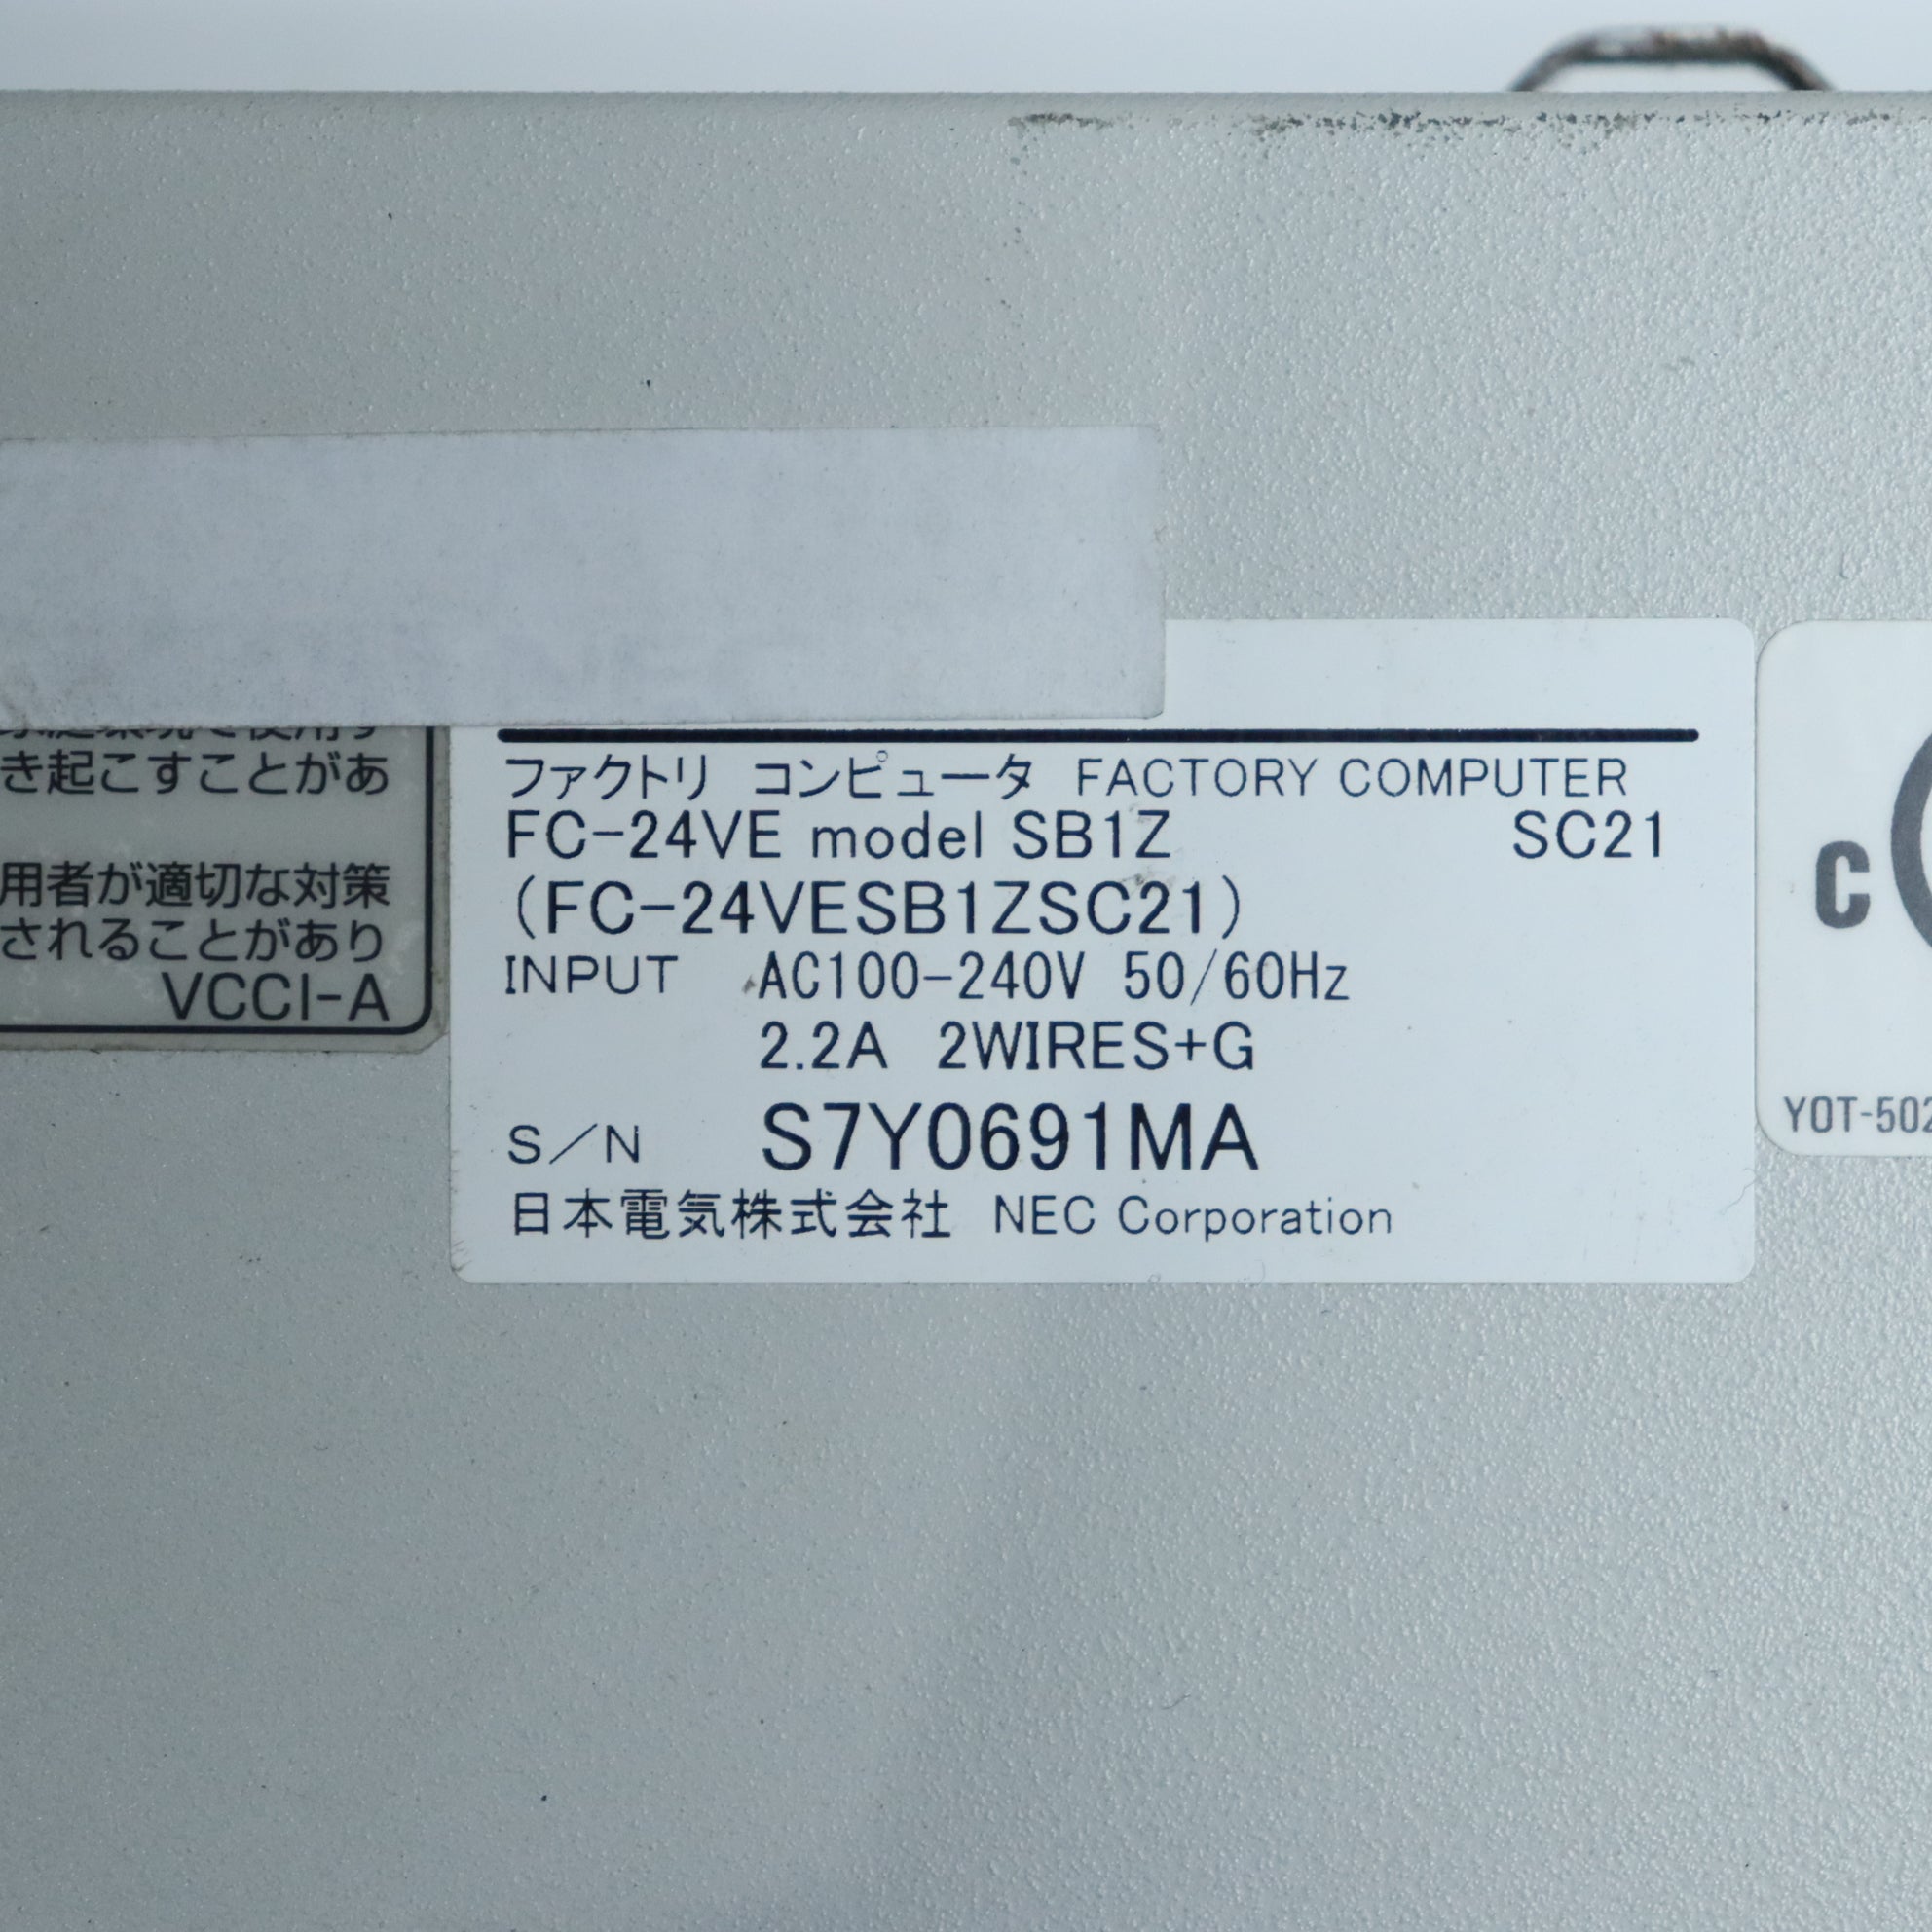 き起こすことがあ
用者が適切な対策
されることがあり
VCCI-A
ファクトリ コンピュータ FACTORY COMPUTER
FC-24VE model SB1Z SC21
(FC-24VESB1ZSC21)
INPUT AC100-240V 50/60Hz
2.2A 2WIRES+G
S/N S7Y0691MA
日本電気株式会社 NEC Corporation
C
YOT-502